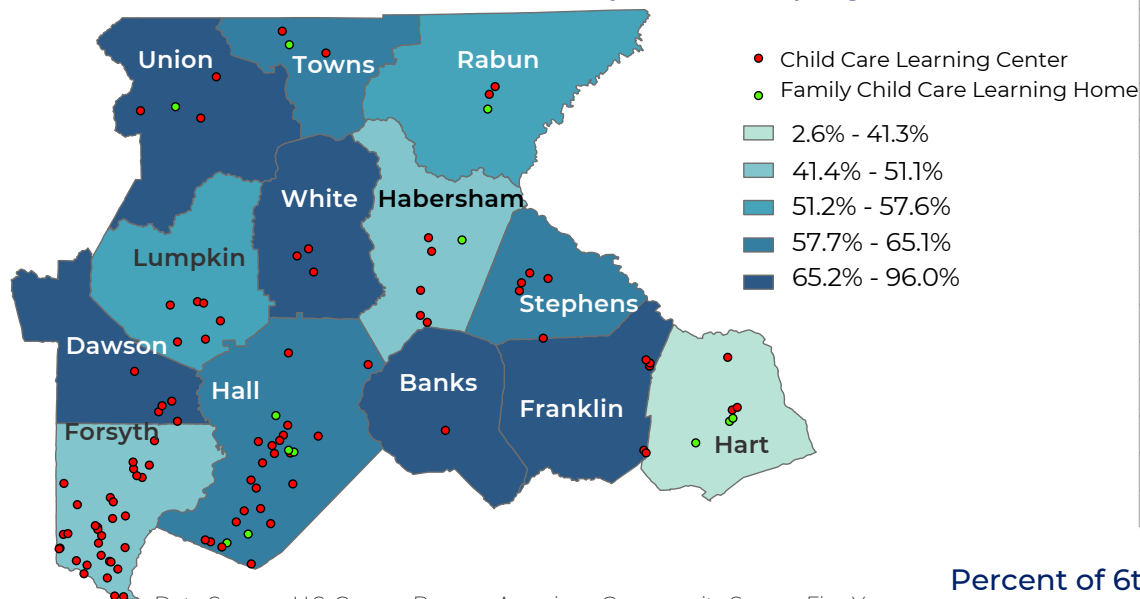 Union
Towns
Rabun
Child Care Learning Center
Family Child Care Learning Home
2.6% - 41.3%
41.4% - 51.1%
51.2% - 57.6%
57.7% - 65.1%
65.2% - 96.0%
White
Habersham
Lumpkin
Stephens
Dawson
Hall
Banks
Franklin
Forsyth
Hart
Percent of 6t